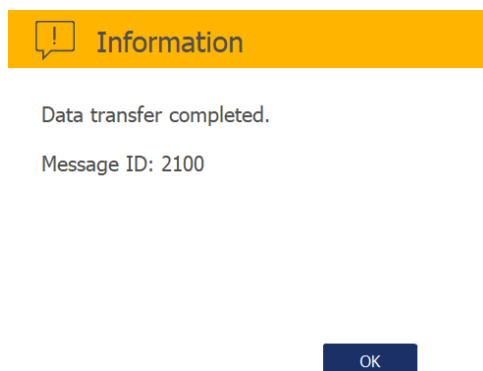 Information
Data transfer completed.
Message ID: 2100
OK